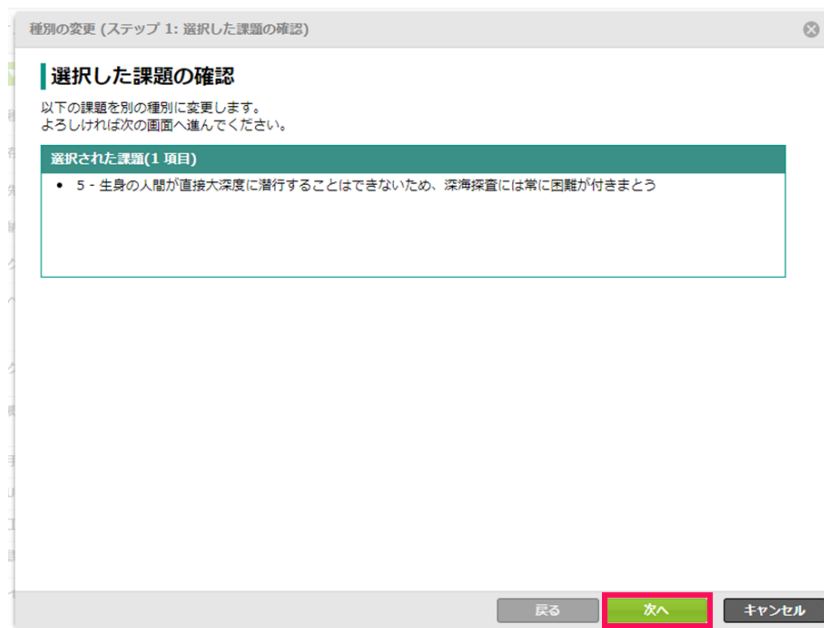 種別の変更 (ステップ 1: 選択した課題の確認)
選択した課題の確認
以下の課題を別の種別に変更します。
よろしければ次の画面へ進んでください。
選択された課題(1 項目)
• 5 - 生身の人間が直接大深度に潜行することはできないため、深海探査には常に困難が付きまとう
戻る
次へ
キャンセル